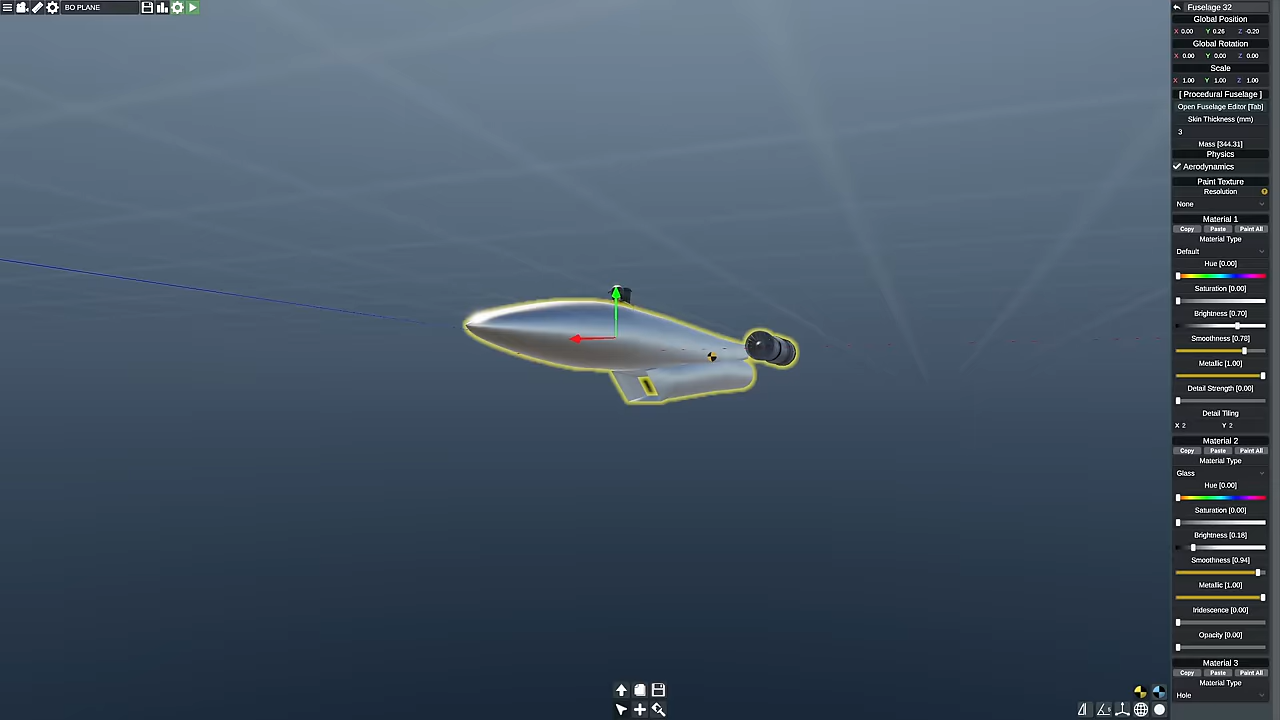 BO PLANE
Fuselage 32
Global Position
X 0.00 Y 0.26 Z -0.20
Global Rotation
X 0.00 Y 0.00 Z 0.00
Scale
X 1.00 Y 1.00 Z 1.00
[ Procedural Fuselage ]
Open Fuselage Editor [Tab]
Skin Thickness (mm)
3
Mass [344.31]
Physics
Aerodynamics
Paint Texture
Resolution
None
Material 1
Copy Paste Paint All
Material Type
Default
Hue [0.00]
Saturation [0.00]
Brightness [0.70]
Smoothness [0.78]
Metallic [1.00]
Detail Strength [0.00]
Detail Tiling
X 2 Y 2
Material 2
Copy Paste Paint All
Material Type
Glass
Hue [0.00]
Saturation [0.00]
Brightness [0.18]
Smoothness [0.94]
Metallic [1.00]
Iridescence [0.00]
Opacity [0.00]
Material 3
Copy Paste Paint All
Material Type
Hole